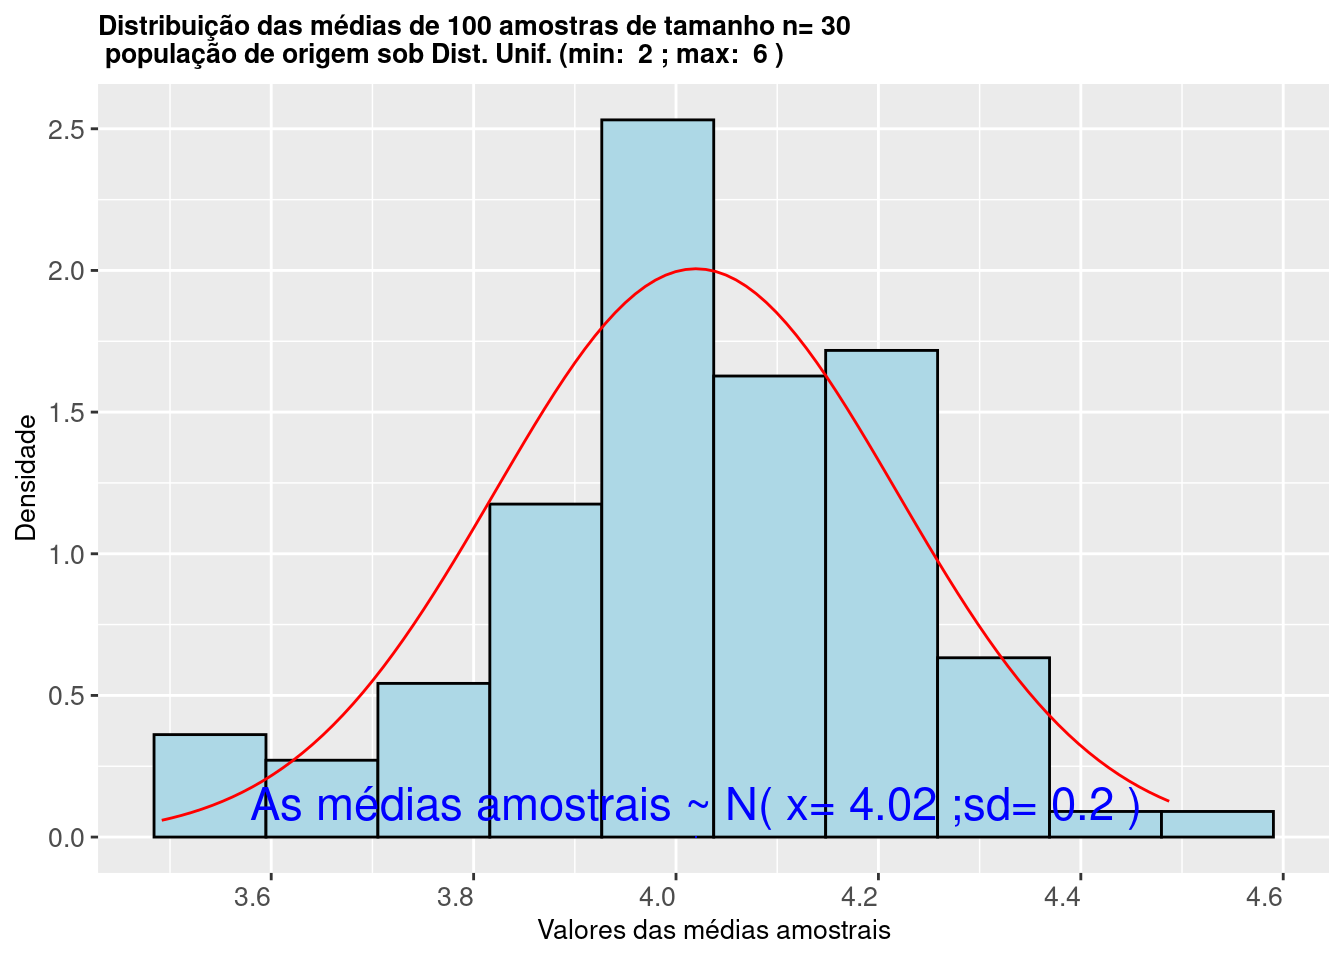 Distribuição das médias de 100 amostras de tamanho n= 30
população de origem sob Dist. Unif. (min:  2 ; max:  6 )
2.5
2.0
1.5
1.0
0.5
0.0
Densidade
As médias amostrais ~ N( x= 4.02 ;sd= 0.2 )
3.6 3.8 4.0 4.2 4.4 4.6
Valores das médias amostrais